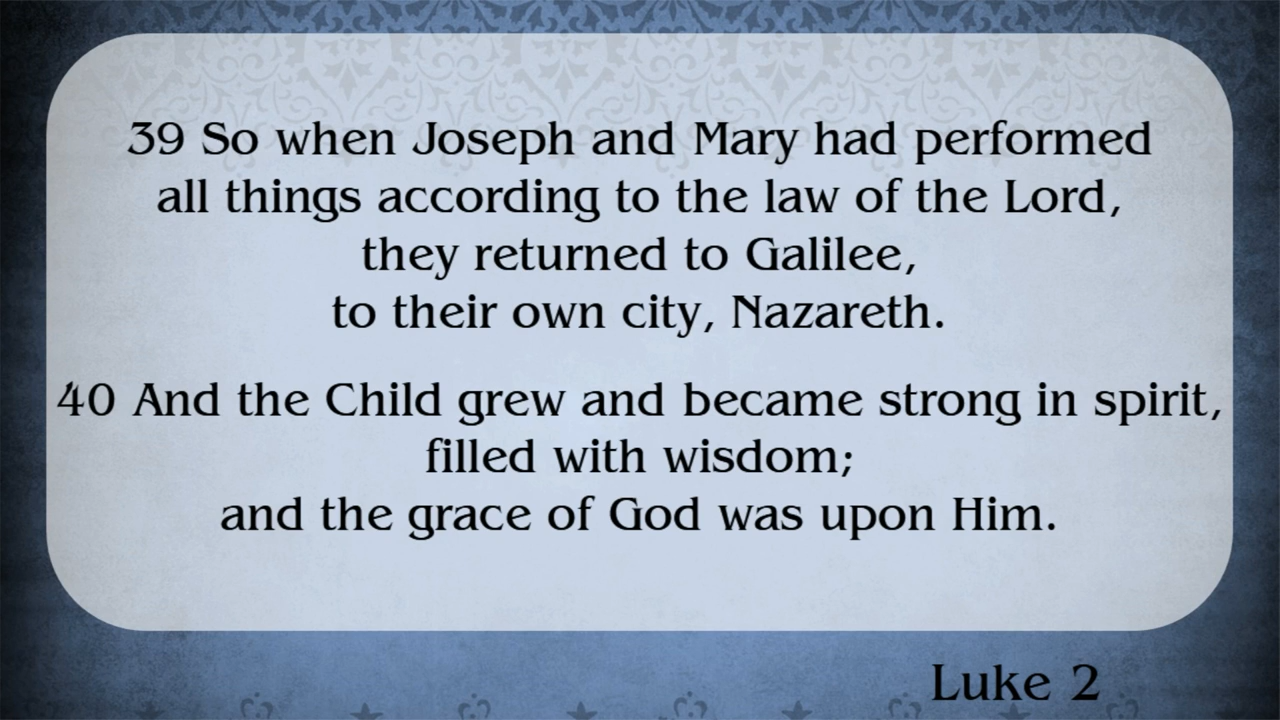 39 So when Joseph and Mary had performed
all things according to the law of the Lord,
they returned to Galilee,
to their own city, Nazareth.
40 And the Child grew and became strong in spirit,
filled with wisdom;
and the grace of God was upon Him.
Luke 2